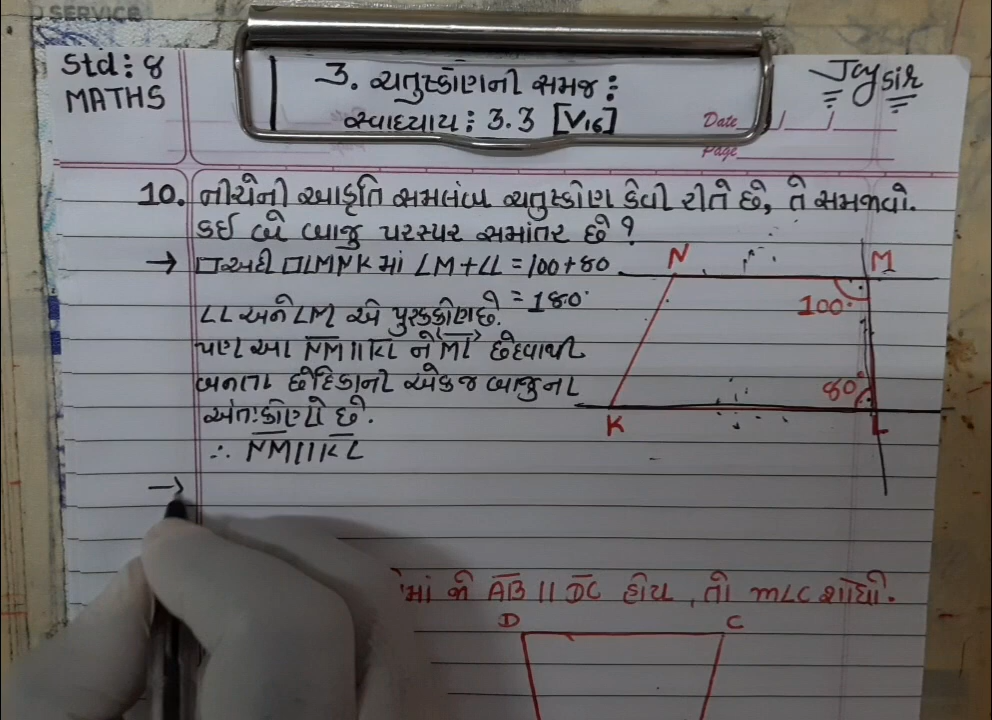 SERVICE
Std: 8
MATHS
3. ચતુષ્કોણની સમજ :
સ્વાધ્યાય : 3.3 [V16]
Jay sir
Date
Page
10. નીચેની આકૃતિ સમલંબ ચતુષ્કોણ કેવી રીતે છે, તે સમજાવો.
કઈ બે બાજુ પરસ્પર સમાંતર છે ?
→ □અહી □LMNK માં ∠M+∠L = 100+80
= 180°
∠L અને ∠M એ પુરકકોણ છે.
પણ આ NM || KL ને ML છેદવાથી
બનતા છેદિકાની એકજ બાજુના
અંતઃકોણો છે.
∴ NM || KL
→
N M
100°
80°
K L
માં જે AB || DC હોય, તો m∠C શોધો.
D C